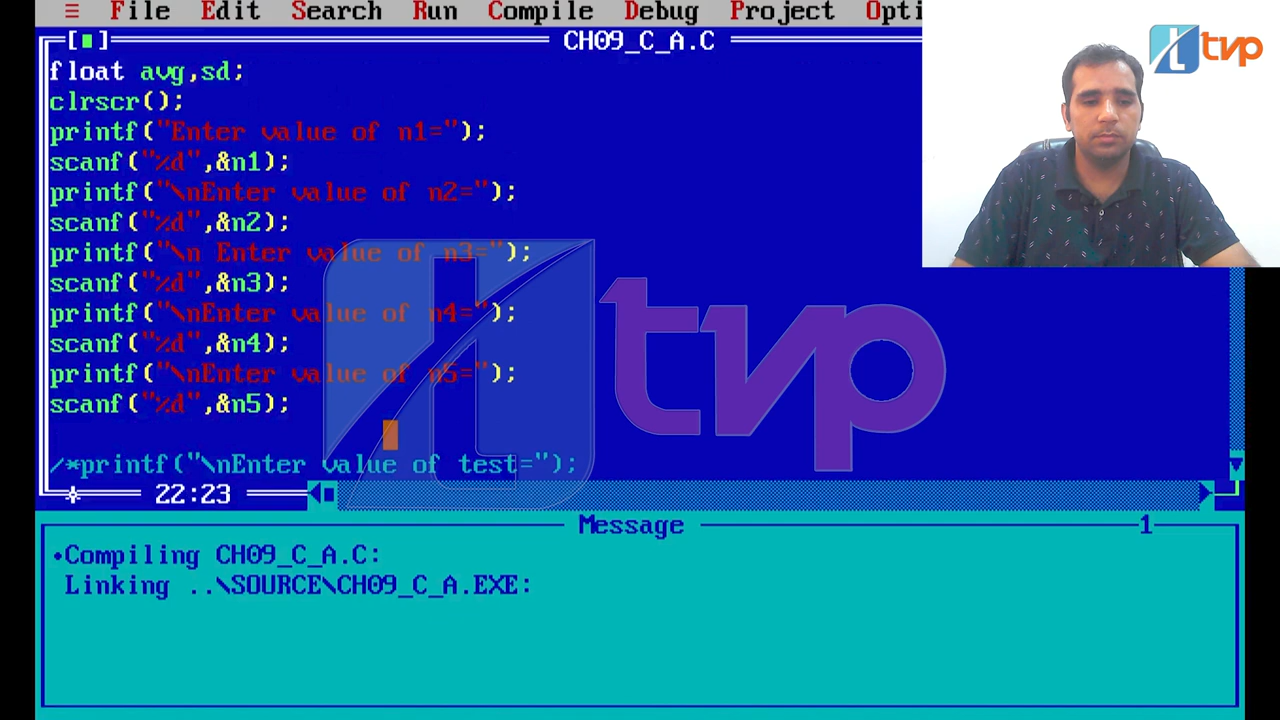 ≡ File Edit Search Run Compile Debug Project Opti
[■] CH09_C_A.C
float avg,sd;
clrscr();
printf("Enter value of n1=");
scanf("%d",&n1);
printf("\nEnter value of n2=");
scanf("%d",&n2);
printf("\n Enter value of n3=");
scanf("%d",&n3);
printf("\nEnter value of n4=");
scanf("%d",&n4);
printf("\nEnter value of n5=");
scanf("%d",&n5);
/*printf("\nEnter value of test=");
22:23
Message 1
•Compiling CH09_C_A.C:
Linking ..\SOURCE\CH09_C_A.EXE:
tvp
tvp